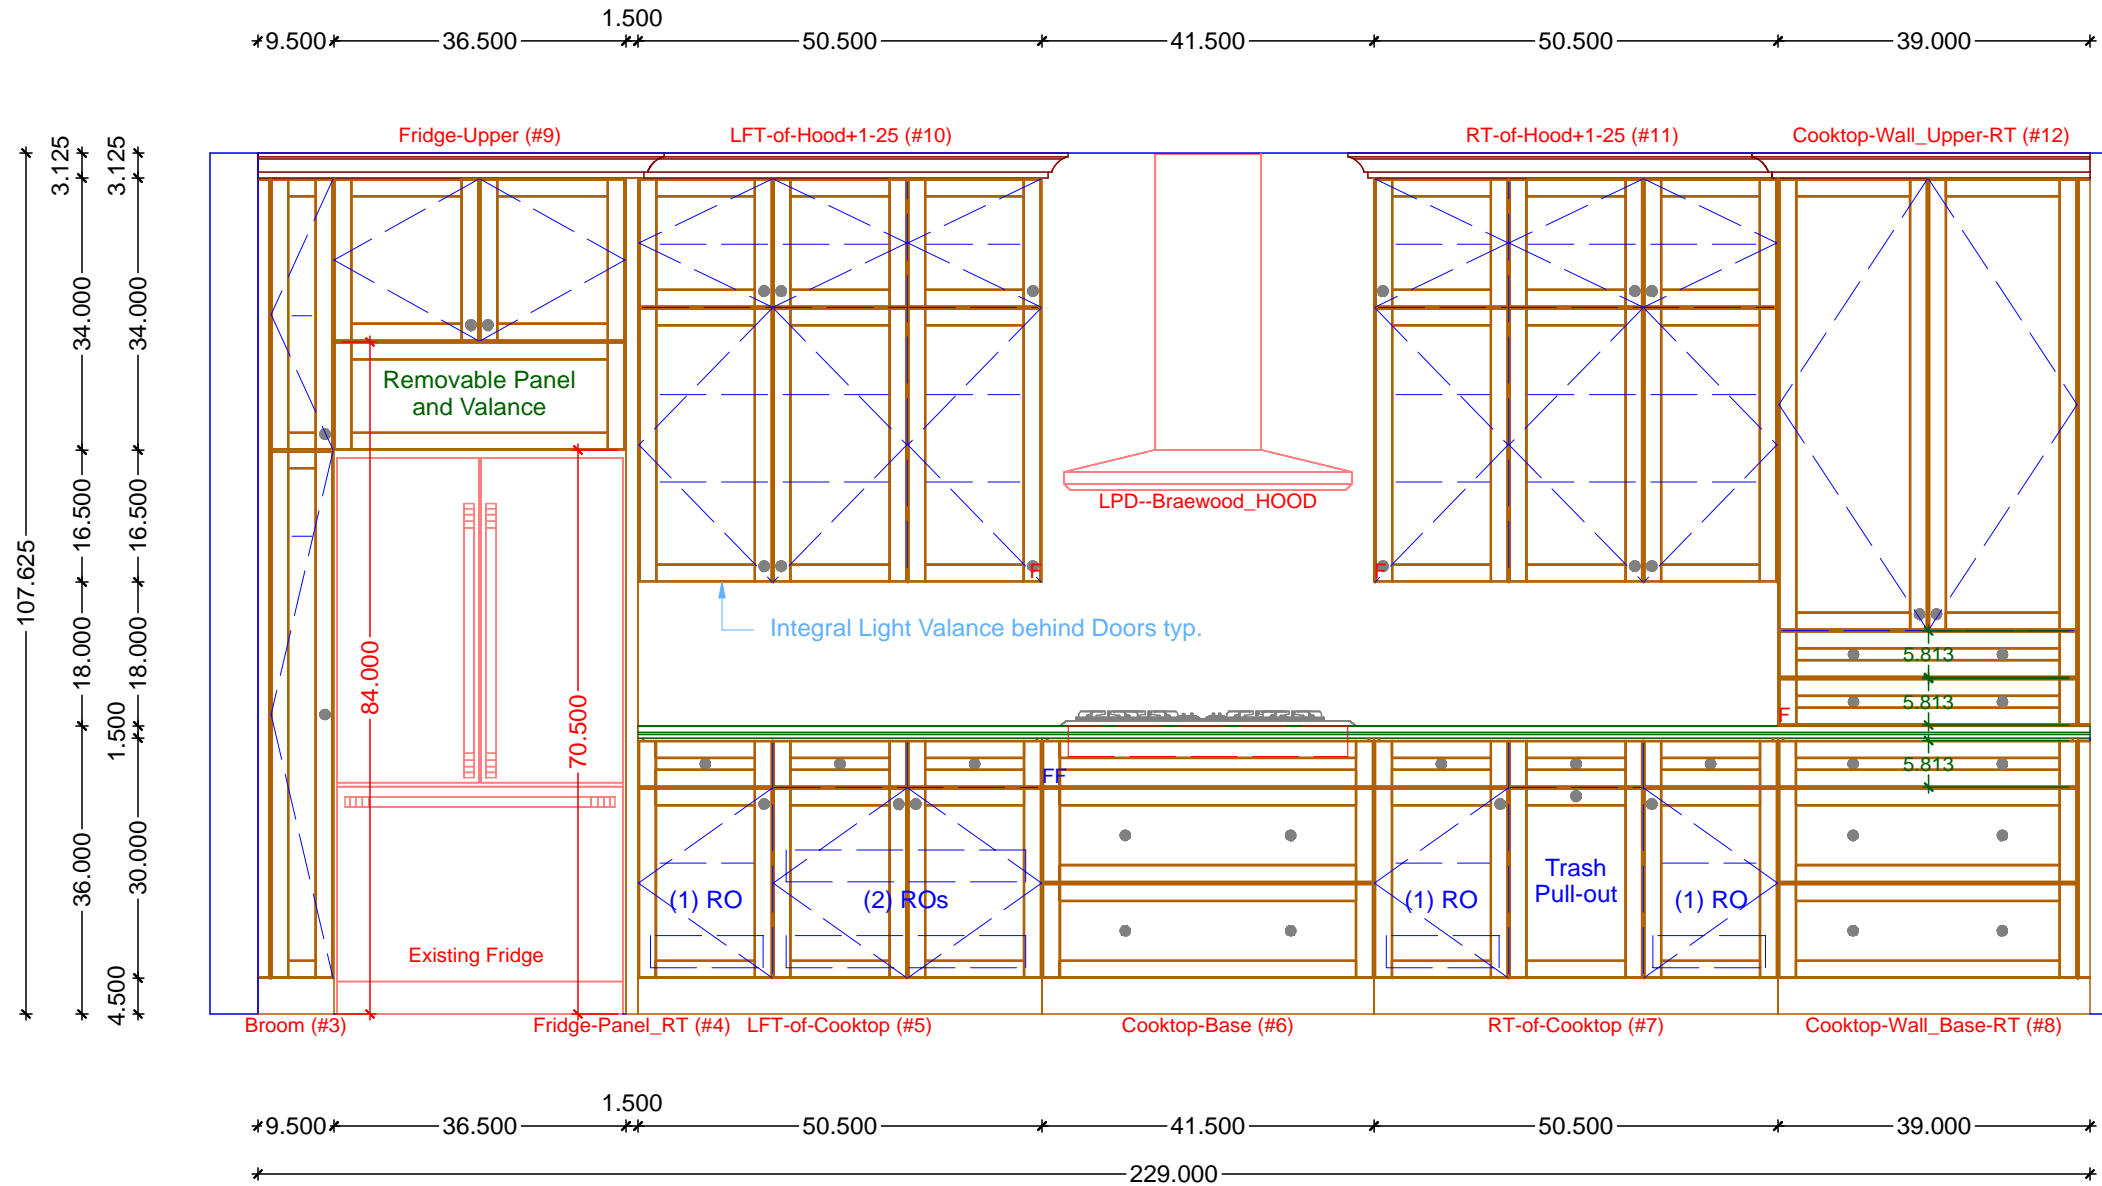 1.500
9.500
36.500
50.500
41.500
50.500
39.000
Fridge-Upper (#9)
LFT-of-Hood+1-25 (#10)
RT-of-Hood+1-25 (#11)
Cooktop-Wall_Upper-RT (#12)
107.625
3.125
34.000
16.500
18.000
36.000
3.125
34.000
16.500
18.000
1.500
30.000
4.500
Removable Panel
and Valance
84.000
70.500
LPD--Braewood_HOOD
F
F
Integral Light Valance behind Doors typ.
5.813
5.813
F
5.813
FF
(1) RO
(2) ROs
(1) RO
Trash
Pull-out
(1) RO
Existing Fridge
Broom (#3)
Fridge-Panel_RT (#4)
LFT-of-Cooktop (#5)
Cooktop-Base (#6)
RT-of-Cooktop (#7)
Cooktop-Wall_Base-RT (#8)
1.500
9.500
36.500
50.500
41.500
50.500
39.000
229.000